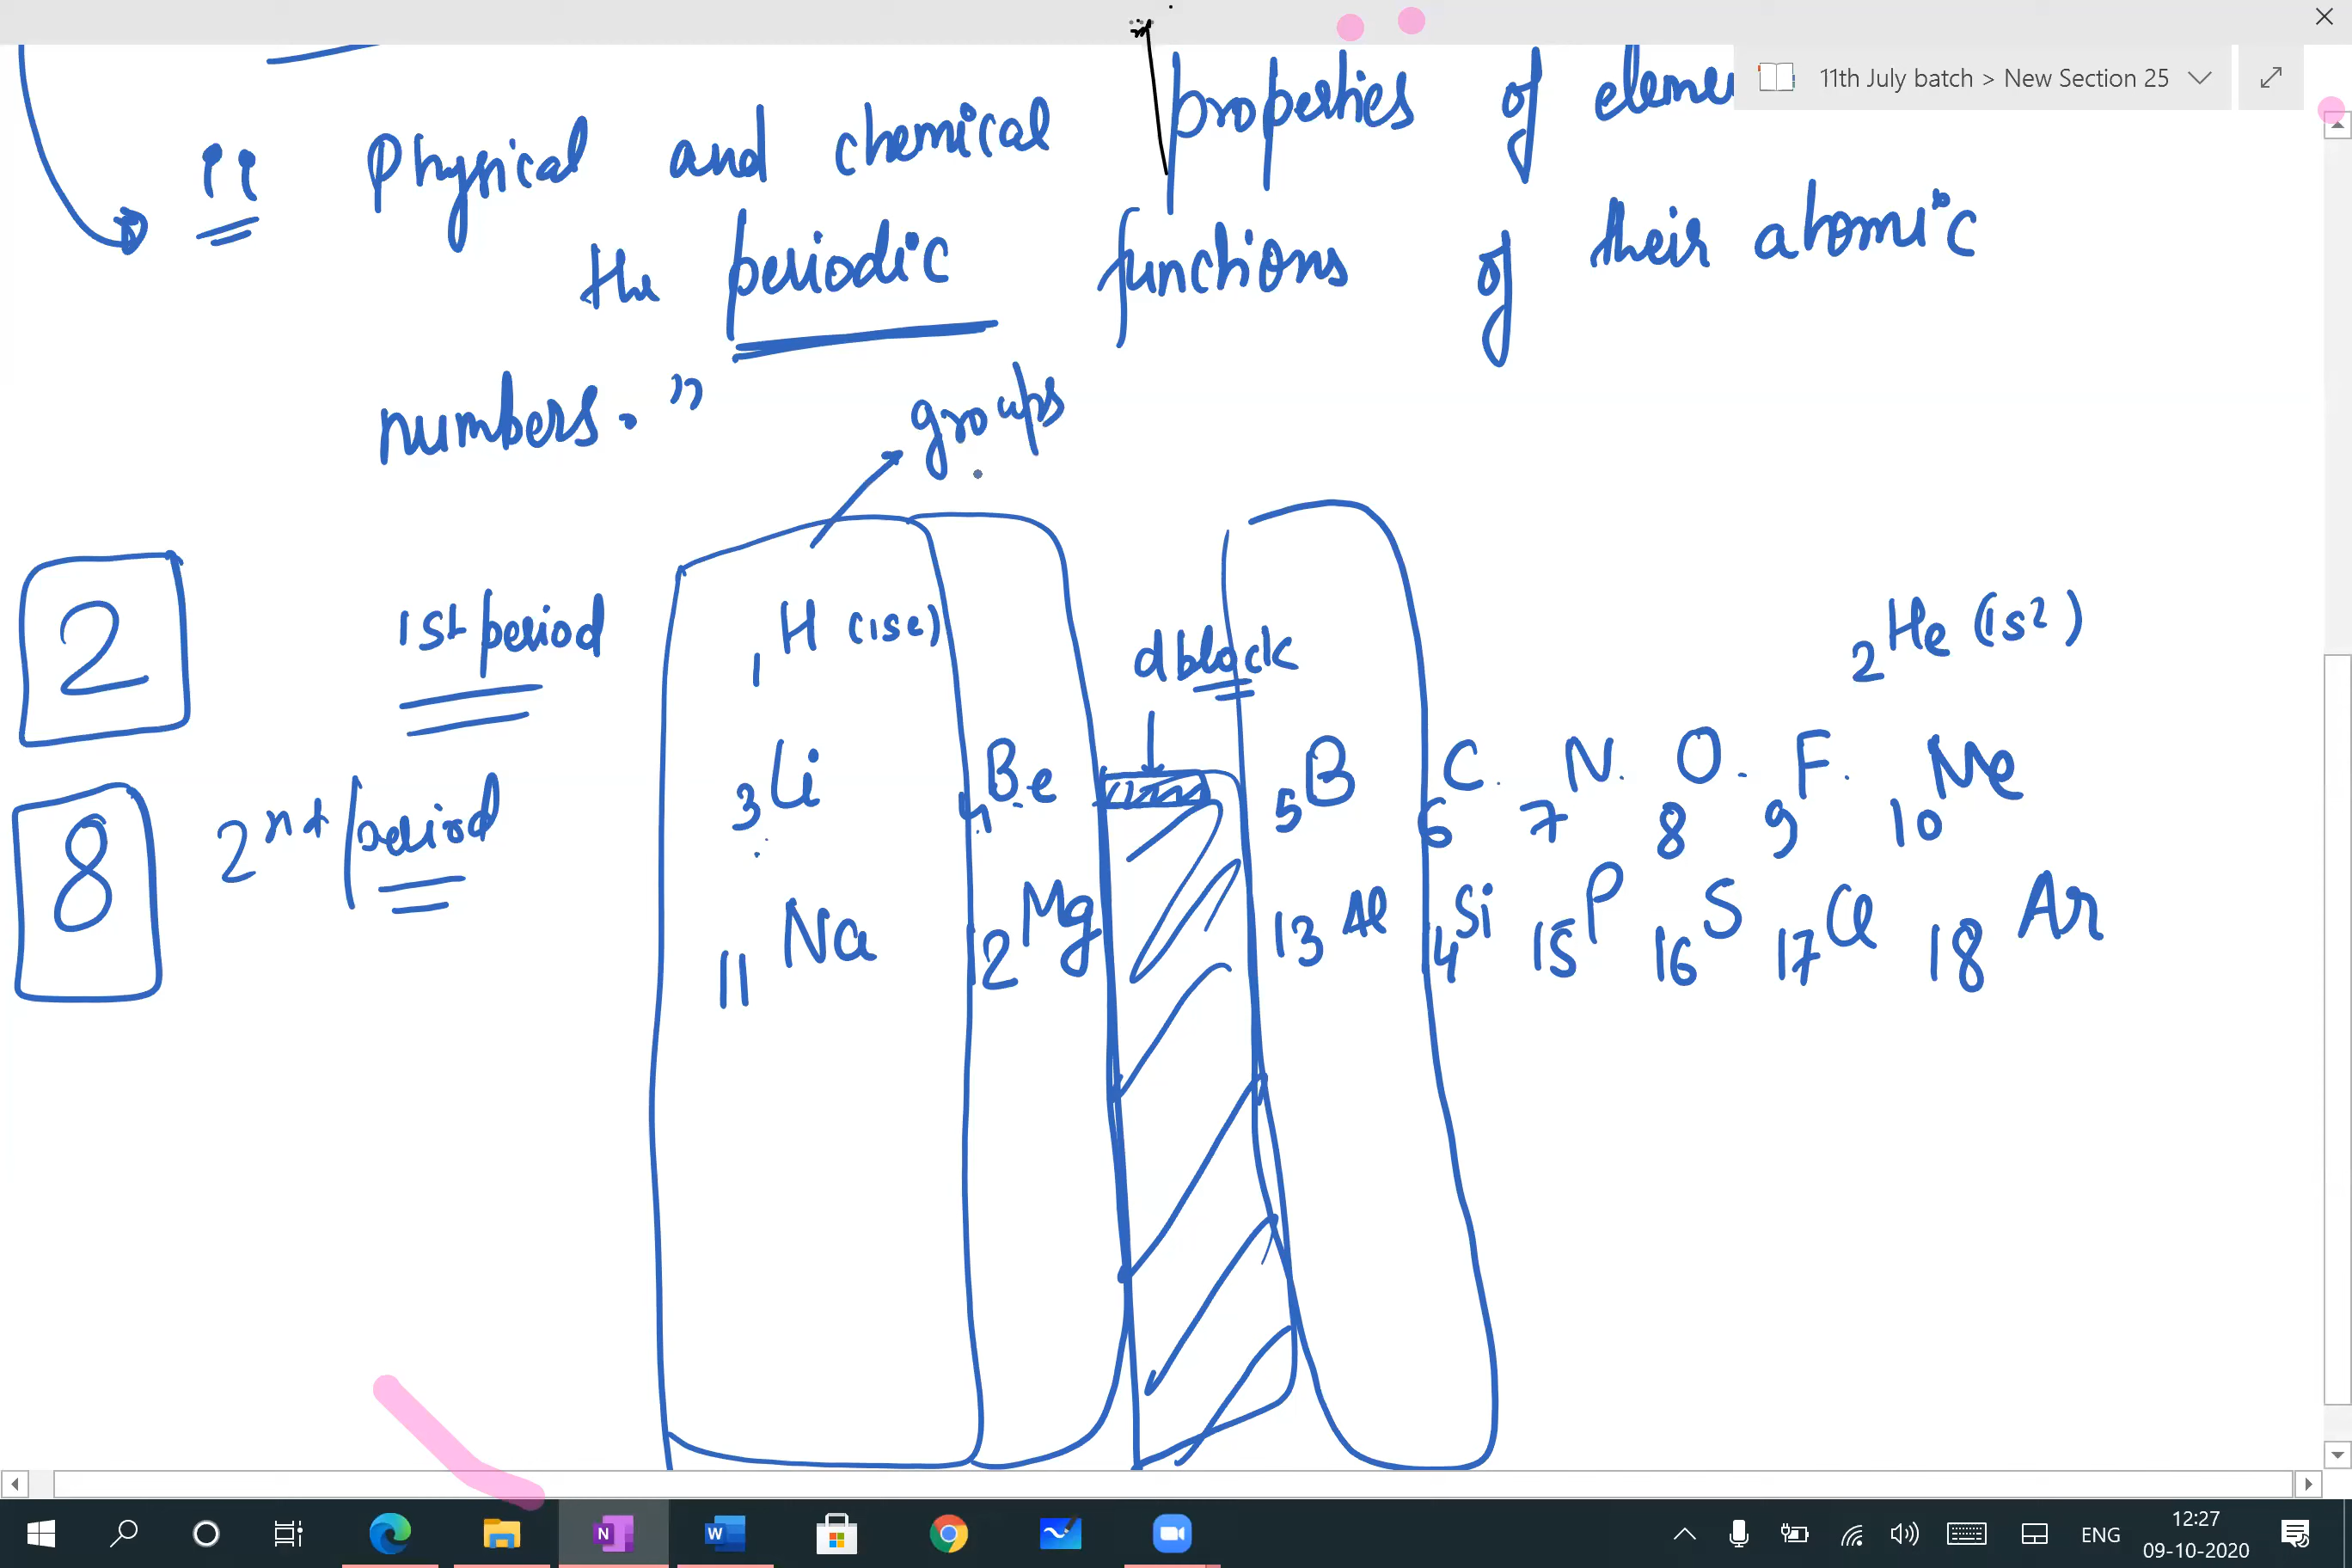 11th July batch > New Section 25
ii Physical and chemical properties of eleme
the periodic functions of their atomic
numbers. "
groups
2 1st period 1H (1se) d block 2He (1s2)
8 2nd period 3Li 4Be 5B 6C. 7N. 8O. 9F. 10Ne
11Na 12Mg 13Al 14Si 15P 16S 17Cl 18Ar
ENG
12:27
09-10-2020